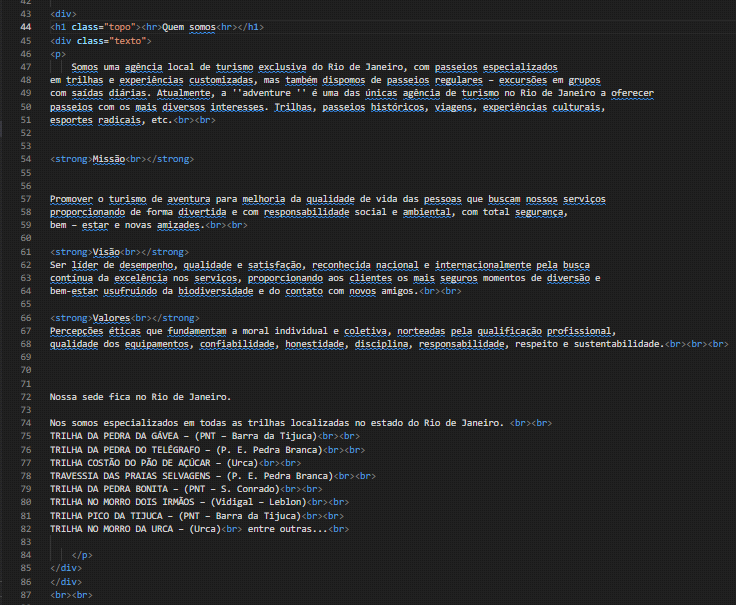 42
43 <div>
44 <h1 class="topo"><hr>Quem somos<hr></h1>
45 <div class="texto">
46 <p>
47 Somos uma agência local de turismo exclusiva do Rio de Janeiro, com passeios especializados
48 em trilhas e experiências customizadas, mas também dispomos de passeios regulares – excursões em grupos
49 com saídas diárias. Atualmente, a ''adventure '' é uma das únicas agência de turismo no Rio de Janeiro a oferecer
50 passeios com os mais diversos interesses. Trilhas, passeios históricos, viagens, experiências culturais,
51 esportes radicais, etc.<br><br>
52
53
54 <strong>Missão<br></strong>
55
56
57 Promover o turismo de aventura para melhoria da qualidade de vida das pessoas que buscam nossos serviços
58 proporcionando de forma divertida e com responsabilidade social e ambiental, com total segurança,
59 bem – estar e novas amizades.<br><br>
60
61 <strong>Visão<br></strong>
62 Ser líder de desempenho, qualidade e satisfação, reconhecida nacional e internacionalmente pela busca
63 contínua da excelência nos serviços, proporcionando aos clientes os mais seguros momentos de diversão e
64 bem-estar usufruindo da biodiversidade e do contato com novos amigos.<br><br>
65
66 <strong>Valores<br></strong>
67 Percepções éticas que fundamentam a moral individual e coletiva, norteadas pela qualificação profissional,
68 qualidade dos equipamentos, confiabilidade, honestidade, disciplina, responsabilidade, respeito e sustentabilidade.<br><br><br>
69
70
71
72 Nossa sede fica no Rio de Janeiro.
73
74 Nos somos especializados em todas as trilhas localizadas no estado do Rio de Janeiro. <br><br>
75 TRILHA DA PEDRA DA GÁVEA – (PNT – Barra da Tijuca)<br><br>
76 TRILHA DA PEDRA DO TELÉGRAFO – (P. E. Pedra Branca)<br><br>
77 TRILHA COSTÃO DO PÃO DE AÇÚCAR – (Urca)<br><br>
78 TRAVESSIA DAS PRAIAS SELVAGENS – (P. E. Pedra Branca)<br><br>
79 TRILHA DA PEDRA BONITA – (PNT – S. Conrado)<br><br>
80 TRILHA NO MORRO DOIS IRMÃOS – (Vidigal – Leblon)<br><br>
81 TRILHA PICO DA TIJUCA – (PNT – Barra da Tijuca)<br><br>
82 TRILHA NO MORRO DA URCA – (Urca)<br> entre outras...<br>
83
84 </p>
85 </div>
86 </div>
87 <br><br>